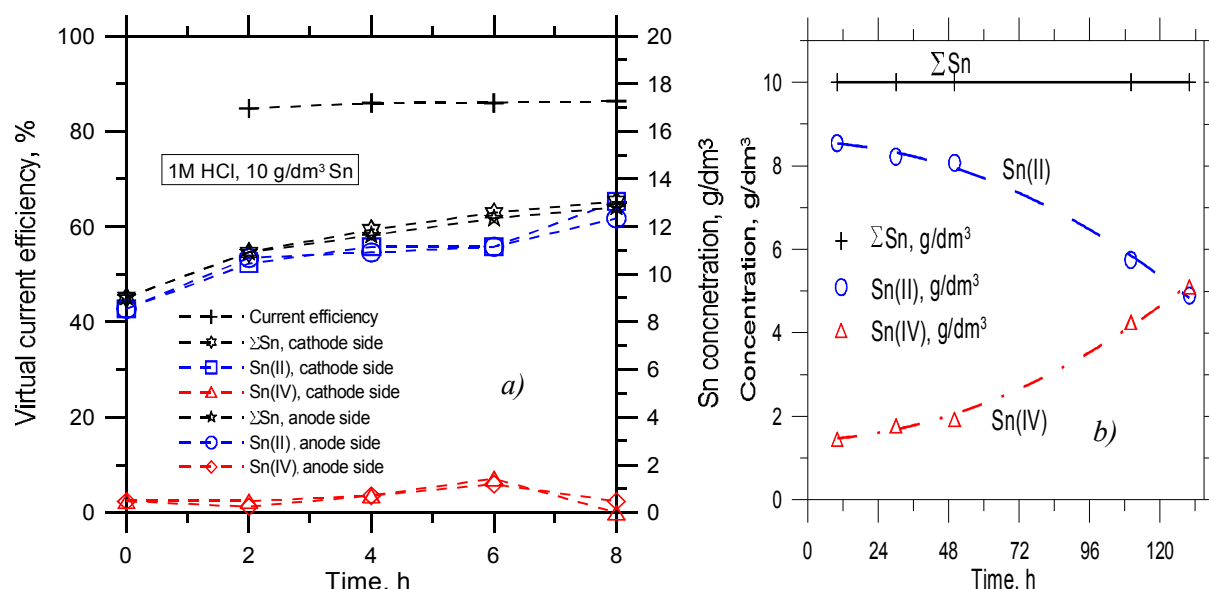 Virtual current efficiency, %
100
80
60
40
20
0
1M HCl, 10 g/dm³ Sn
Current efficiency
ΣSn, cathode side
Sn(II), cathode side
Sn(IV), cathode side
ΣSn, anode side
Sn(II), anode side
Sn(IV), anode side
a)
0 2 4 6 8
Time, h
20
18
16
14
12
10
8
6
4
2
0
Sn concnetration, g/dm³
Concentration, g/dm³
10
8
6
4
2
0
ΣSn
Sn(II)
ΣSn, g/dm³
Sn(II), g/dm³
Sn(IV), g/dm³
Sn(IV)
b)
0 24 48 72 96 120
Time, h